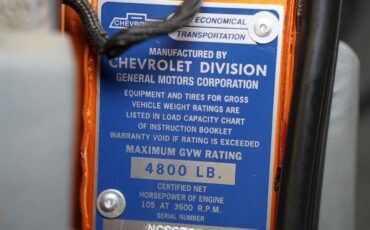 CHEVROLET
ECONOMICAL
TRANSPORTATION
MANUFACTURED BY
CHEVROLET DIVISION
GENERAL MOTORS CORPORATION
EQUIPMENT AND TIRES FOR GROSS
VEHICLE WEIGHT RATINGS ARE
LISTED IN LOAD CAPACITY CHART
OF INSTRUCTION BOOKLET
WARRANTY VOID IF RATING IS EXCEEDED
MAXIMUM GVW RATING
4800 LB.
CERTIFIED NET
HORSEPOWER OF ENGINE
105 AT 3600 R.P.M.
SERIAL NUMBER